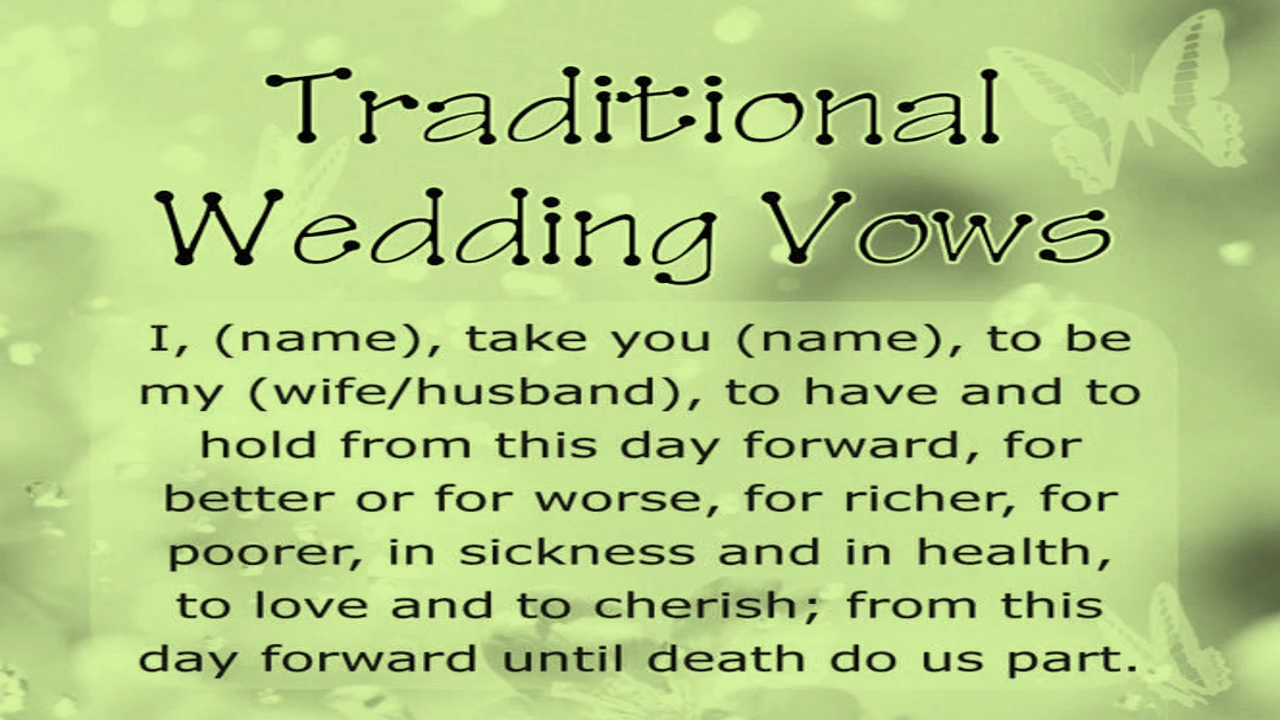 Traditional
Wedding Vows
I, (name), take you (name), to be
my (wife/husband), to have and to
hold from this day forward, for
better or for worse, for richer, for
poorer, in sickness and in health,
to love and to cherish; from this
day forward until death do us part.